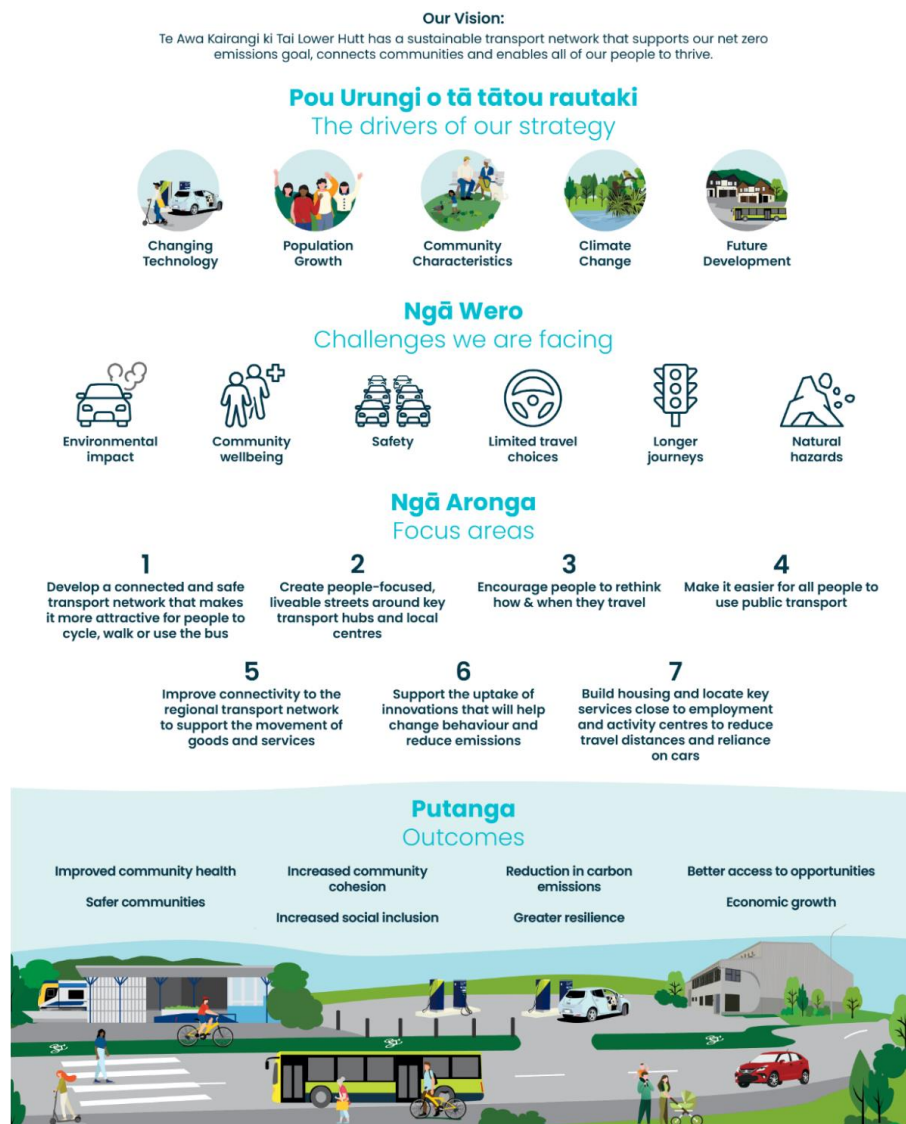 Our Vision:
Te Awa Kairangi ki Tai Lower Hutt has a sustainable transport network that supports our net zero
emissions goal, connects communities and enables all of our people to thrive.
Pou Urungi o tā tātou rautaki
The drivers of our strategy
Changing
Technology
Population
Growth
Community
Characteristics
Climate
Change
Future
Development
Ngā Wero
Challenges we are facing
Environmental
impact
Community
wellbeing
Safety
Limited travel
choices
Longer
journeys
Natural
hazards
Ngā Aronga
Focus areas
1
Develop a connected and safe
transport network that makes
it more attractive for people to
cycle, walk or use the bus
2
Create people-focused,
liveable streets around key
transport hubs and local
centres
3
Encourage people to rethink
how & when they travel
4
Make it easier for all people to
use public transport
5
Improve connectivity to the
regional transport network
to support the movement of
goods and services
6
Support the uptake of
innovations that will help
change behaviour and
reduce emissions
7
Build housing and locate key
services close to employment
and activity centres to reduce
travel distances and reliance
on cars
Putanga
Outcomes
Improved community health
Safer communities
Increased community
cohesion
Increased social inclusion
Reduction in carbon
emissions
Greater resilience
Better access to opportunities
Economic growth